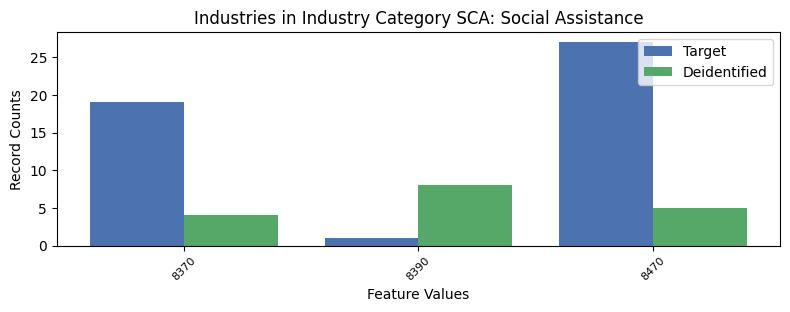 Industries in Industry Category SCA: Social Assistance
Target
Deidentified
Record Counts
25
20
15
10
5
0
8370
8390
8470
Feature Values